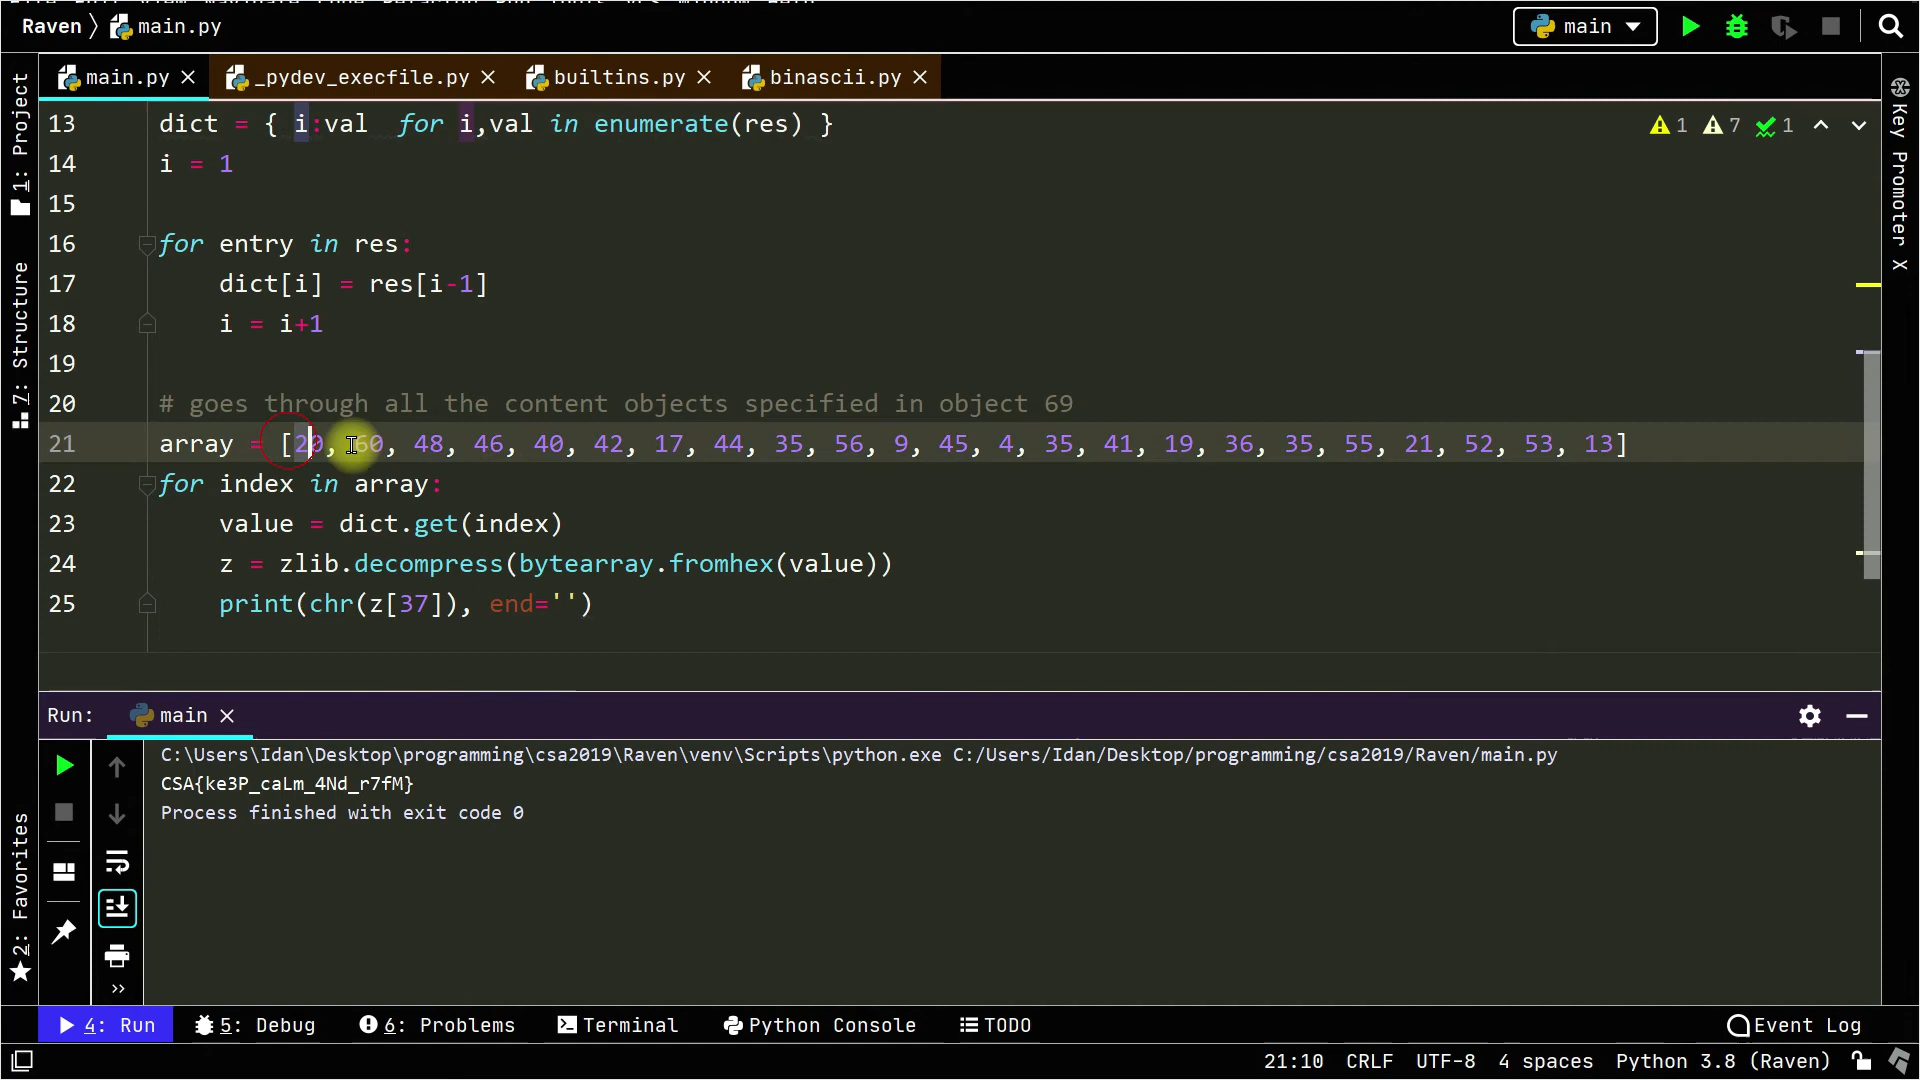 Raven main.py main
1: Project
7: Structure
2: Favorites
Key Promoter X
main.py _pydev_execfile.py builtins.py binascii.py
1 7 1
13 dict = { i:val for i,val in enumerate(res) }
14 i = 1
15
16 for entry in res:
17 dict[i] = res[i-1]
18 i = i+1
19
20 # goes through all the content objects specified in object 69
21 array = [20, 60, 48, 46, 40, 42, 17, 44, 35, 56, 9, 45, 4, 35, 41, 19, 36, 35, 55, 21, 52, 53, 13]
22 for index in array:
23 value = dict.get(index)
24 z = zlib.decompress(bytearray.fromhex(value))
25 print(chr(z[37]), end='')
Run: main
C:\Users\Idan\Desktop\programming\csa2019\Raven\venv\Scripts\python.exe C:/Users/Idan/Desktop/programming/csa2019/Raven/main.py
CSA{ke3P_caLm_4Nd_r7fM}
Process finished with exit code 0
4: Run 5: Debug 6: Problems Terminal Python Console TODO Event Log
21:10 CRLF UTF-8 4 spaces Python 3.8 (Raven)